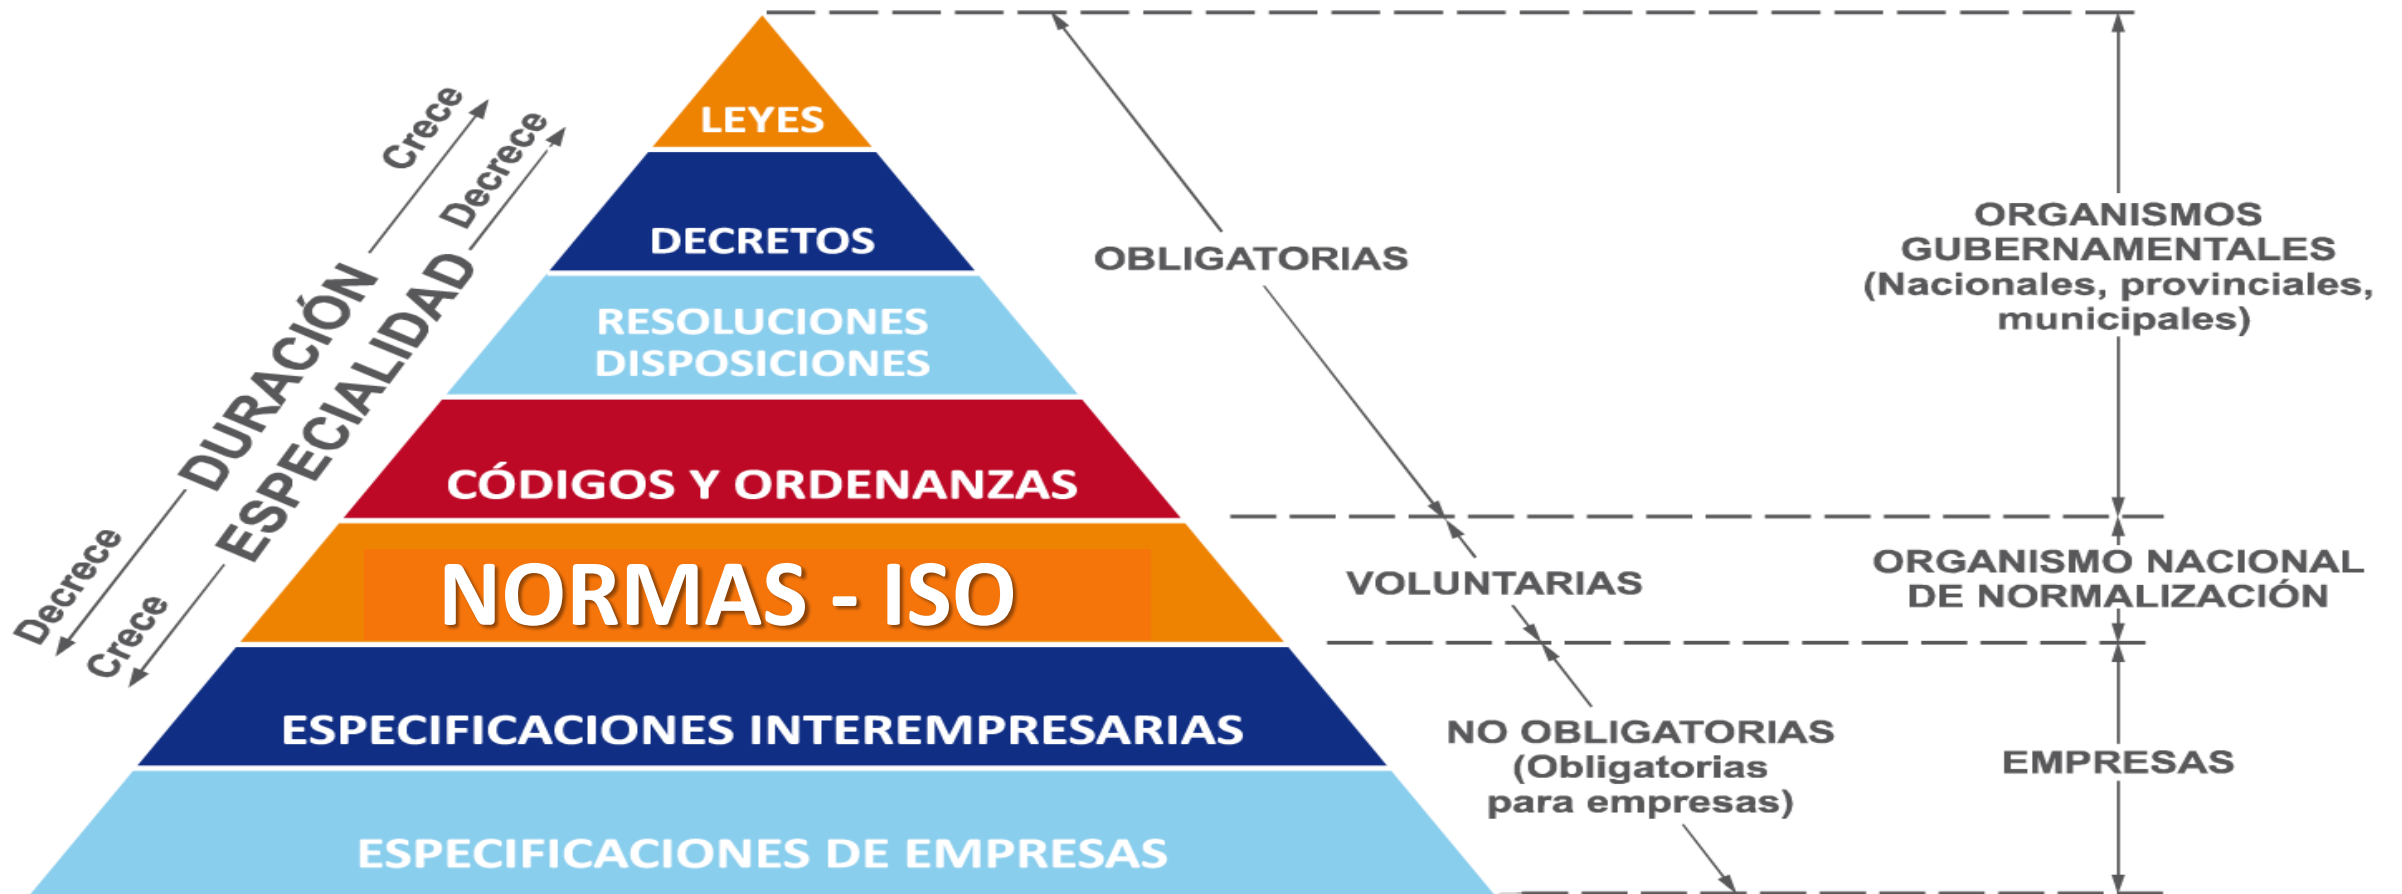 LEYES
DECRETOS
RESOLUCIONES
DISPOSICIONES
CÓDIGOS Y ORDENANZAS
NORMAS - ISO
ESPECIFICACIONES INTEREMPRESARIAS
ESPECIFICACIONES DE EMPRESAS
Crece
DURACIÓN
Decrece
Decrece
ESPECIALIDAD
Crece
OBLIGATORIAS
VOLUNTARIAS
NO OBLIGATORIAS
(Obligatorias
para empresas)
ORGANISMOS
GUBERNAMENTALES
(Nacionales, provinciales,
municipales)
ORGANISMO NACIONAL
DE NORMALIZACIÓN
EMPRESAS